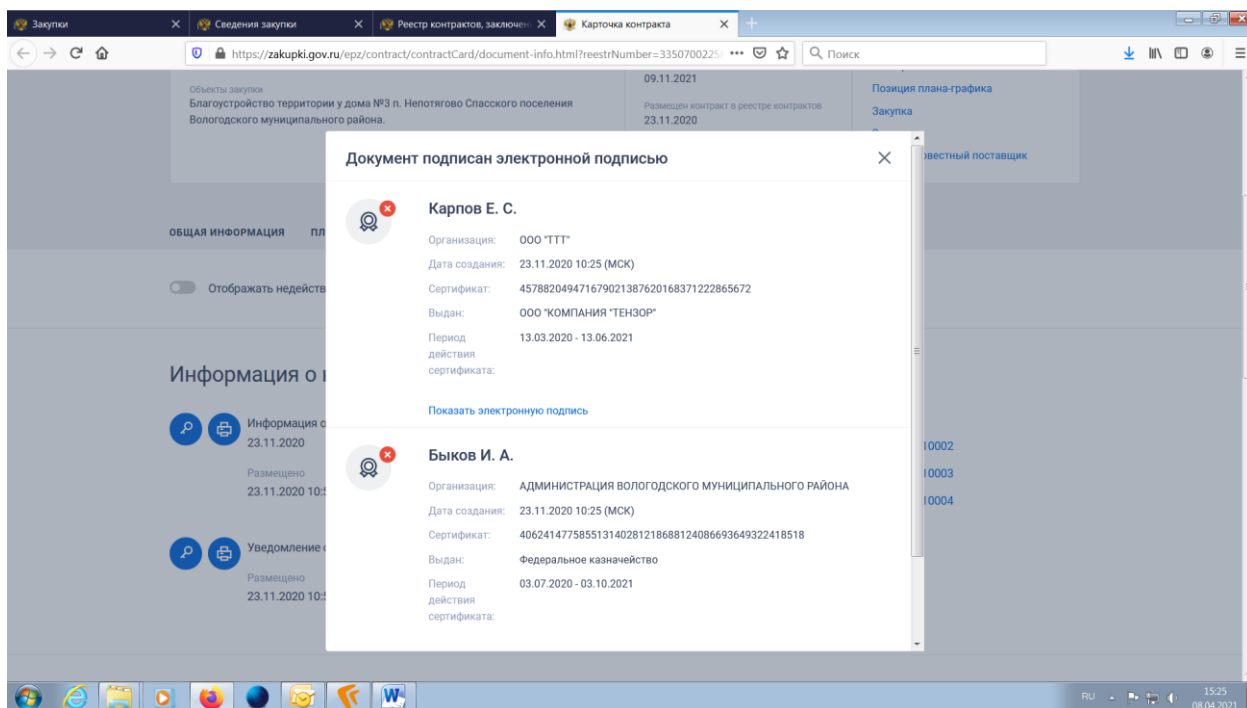 Закупки
Сведения закупки
Реестр контрактов, заключен
Карточка контракта
https://zakupki.gov.ru/epz/contract/contractCard/document-info.html?reestrNumber=3350700225
Поиск
Объекты закупки
Благоустройство территории у дома №3 п. Непотягово Спасского поселения
Вологодского муниципального района.
09.11.2021
Размещен контракт в реестре контрактов
23.11.2020
Позиция плана-графика
Закупка
звестный поставщик
ОБЩАЯ ИНФОРМАЦИЯ ПЛ
Отображать недейств
Информация о
Информация о
23.11.2020
Размещено
23.11.2020 10:5
Уведомление
Размещено
23.11.2020 10:5
10002
10003
10004
Документ подписан электронной подписью
Карпов Е. С.
Организация: ООО "ТТТ"
Дата создания: 23.11.2020 10:25 (МСК)
Сертификат: 457882049471679021387620168371222865672
Выдан: ООО "КОМПАНИЯ "ТЕНЗОР"
Период 13.03.2020 - 13.06.2021
действия
сертификата:
Показать электронную подпись
Быков И. А.
Организация: АДМИНИСТРАЦИЯ ВОЛОГОДСКОГО МУНИЦИПАЛЬНОГО РАЙОНА
Дата создания: 23.11.2020 10:25 (МСК)
Сертификат: 406241477585513140281218688124086693649322418518
Выдан: Федеральное казначейство
Период 03.07.2020 - 03.10.2021
действия
сертификата:
RU
15:25
08.04.2021